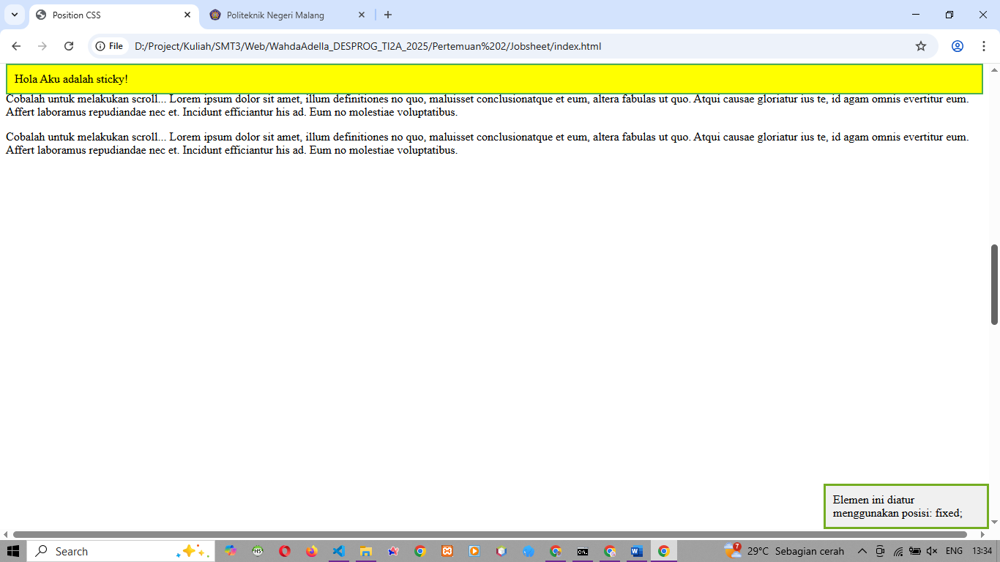 Position CSS
Politeknik Negeri Malang
File
D:/Project/Kuliah/SMT3/Web/WahdaAdella_DESPROG_TI2A_2025/Pertemuan%202/Jobsheet/index.html
Hola Aku adalah sticky!
Cobalah untuk melakukan scroll... Lorem ipsum dolor sit amet, illum definitiones no quo, maluisset conclusionatque et eum, altera fabulas ut quo. Atqui causae gloriatur ius te, id agam omnis evertitur eum.
Affert laboramus repudiandae nec et. Incidunt efficiantur his ad. Eum no molestiae voluptatibus.
Cobalah untuk melakukan scroll... Lorem ipsum dolor sit amet, illum definitiones no quo, maluisset conclusionatque et eum, altera fabulas ut quo. Atqui causae gloriatur ius te, id agam omnis evertitur eum.
Affert laboramus repudiandae nec et. Incidunt efficiantur his ad. Eum no molestiae voluptatibus.
Elemen ini diatur
menggunakan posisi: fixed;
Search
HS
7
29°C Sebagian cerah
ENG
13:34